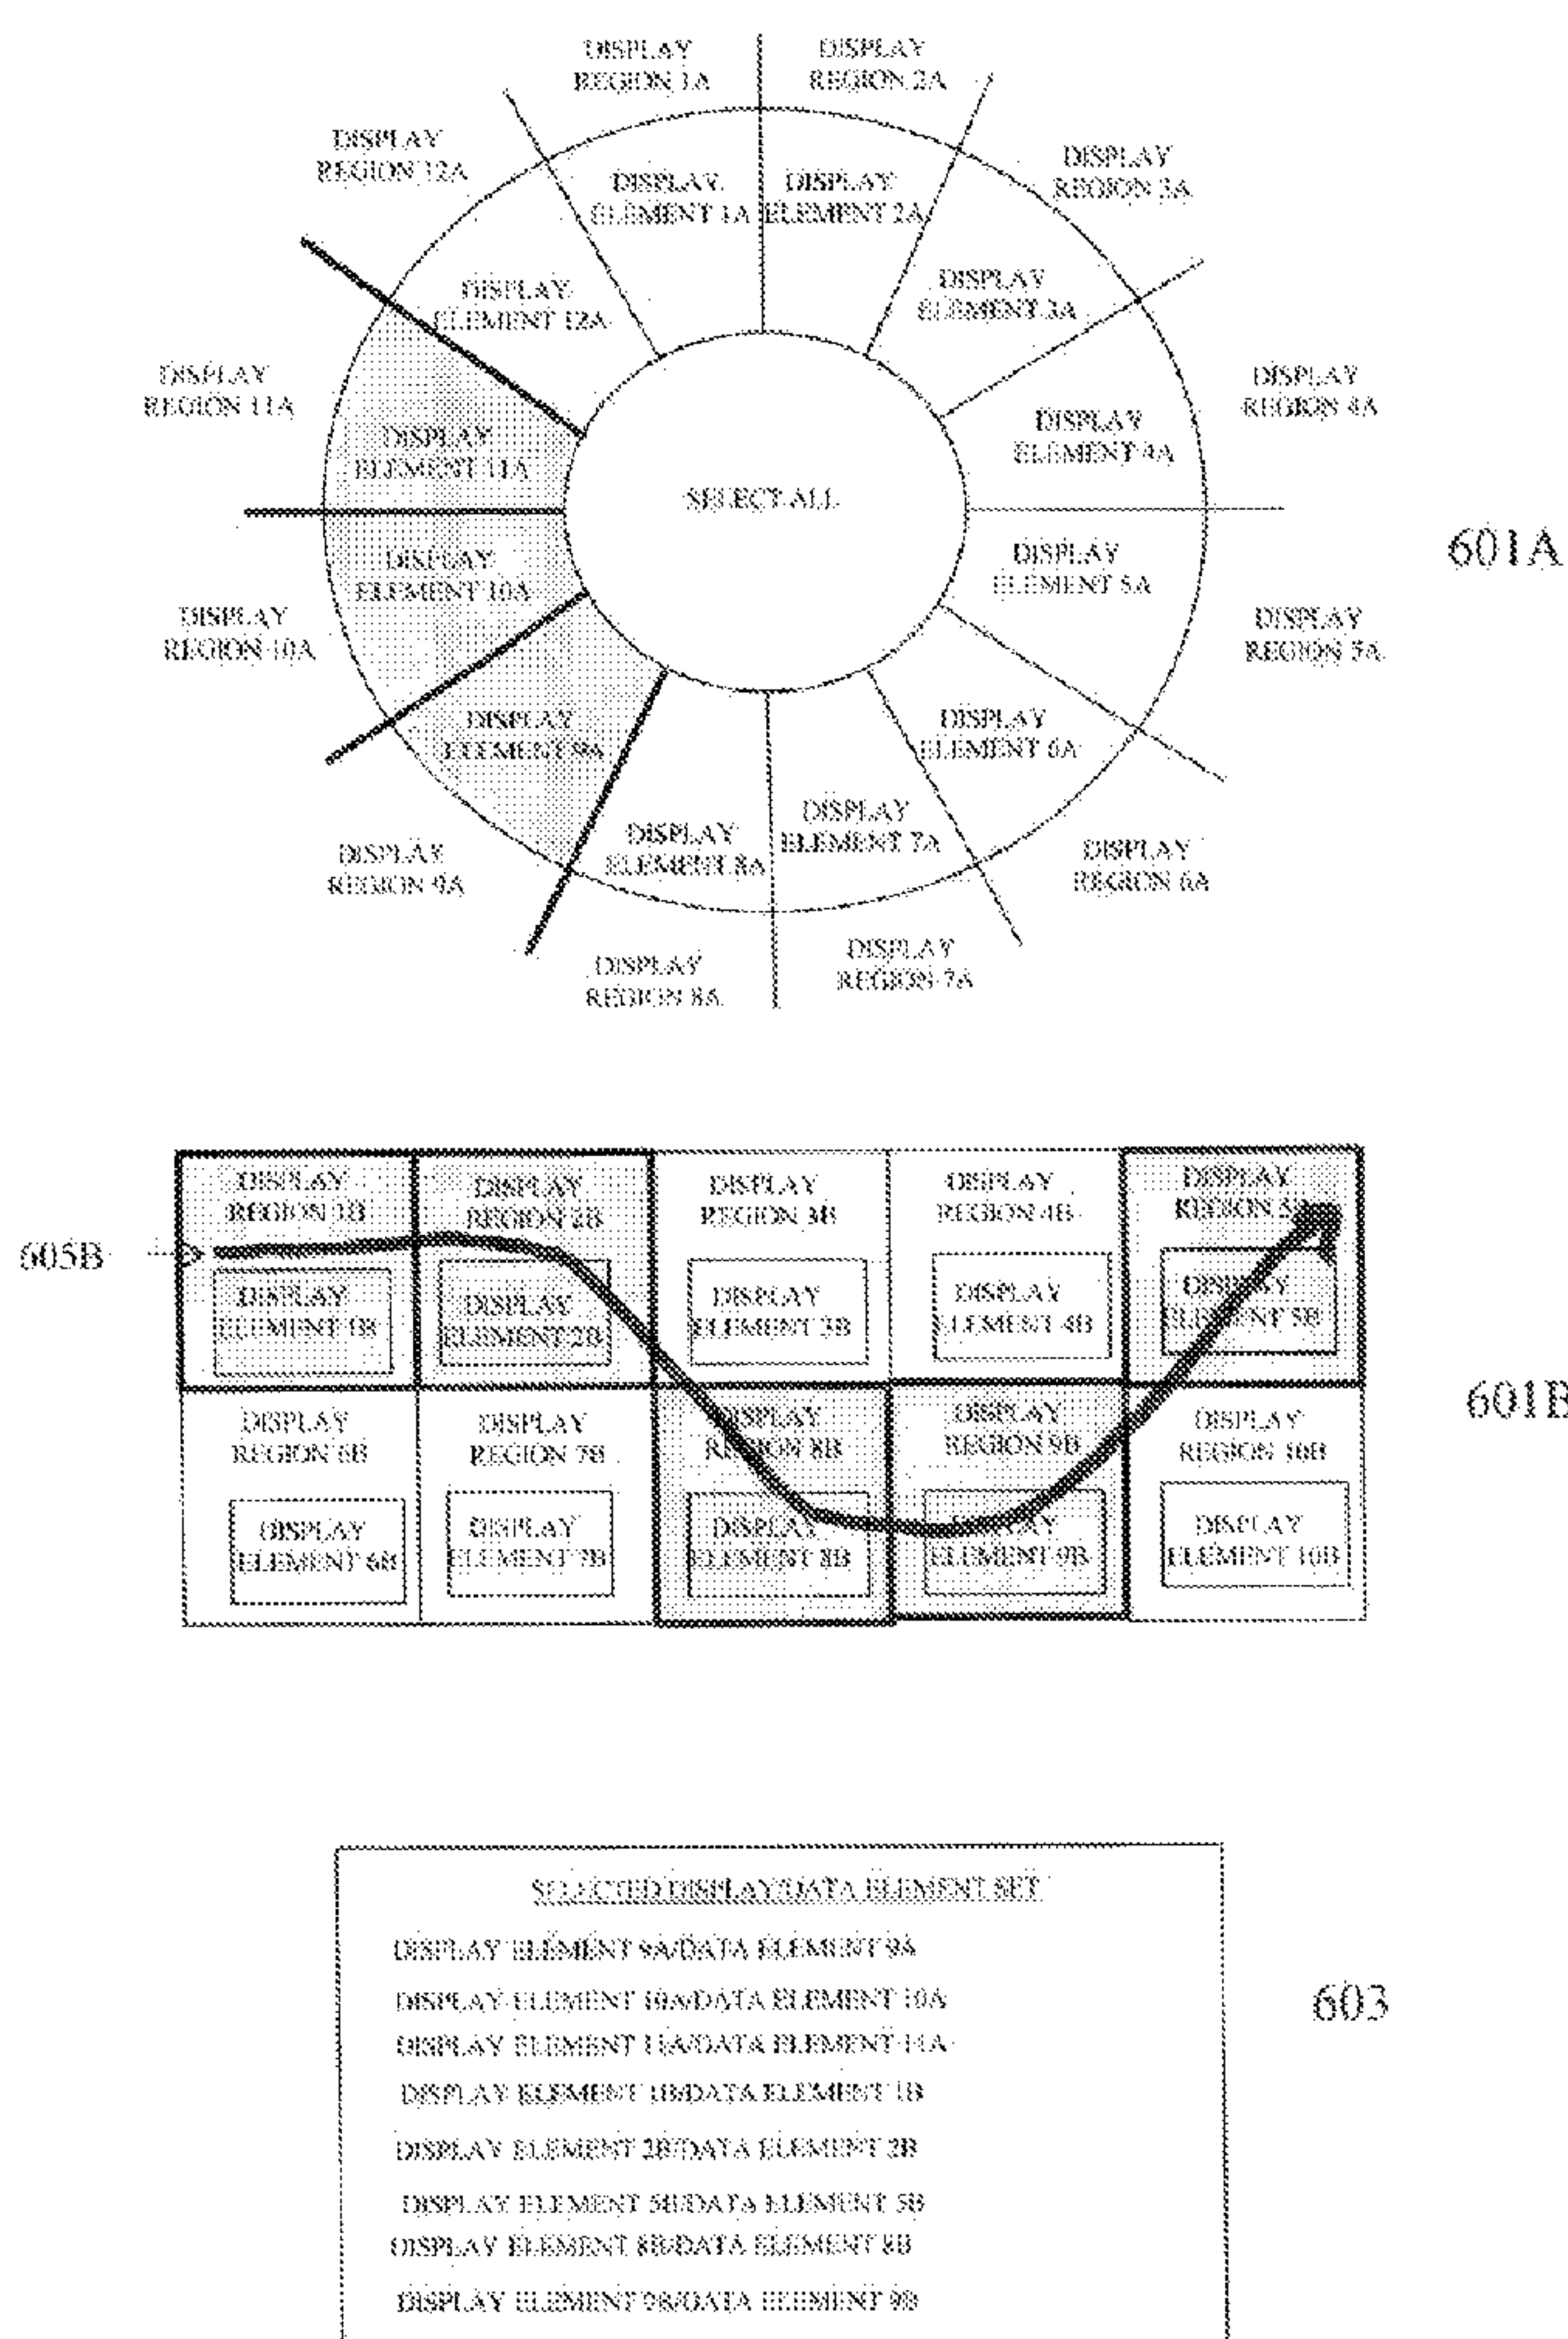 DISPLAY
REGION 1A
DISPLAY
REGION 2A
DISPLAY
REGION 12A
DISPLAY
REGION 3A
DISPLAY
ELEMENT 1A
DISPLAY
ELEMENT 2A
DISPLAY
ELEMENT 12A
DISPLAY
ELEMENT 3A
DISPLAY
REGION 11A
DISPLAY
REGION 4A
DISPLAY
ELEMENT 11A
DISPLAY
ELEMENT 4A
SELECT ALL
601A
DISPLAY
ELEMENT 10A
DISPLAY
ELEMENT 5A
DISPLAY
REGION 10A
DISPLAY
REGION 5A
DISPLAY
ELEMENT 9A
DISPLAY
ELEMENT 6A
DISPLAY
ELEMENT 8A
DISPLAY
ELEMENT 7A
DISPLAY
REGION 9A
DISPLAY
REGION 6A
DISPLAY
REGION 8A
DISPLAY
REGION 7A
DISPLAY
REGION 1B
DISPLAY
REGION 2B
DISPLAY
REGION 3B
DISPLAY
REGION 4B
DISPLAY
REGION 5
605B
DISPLAY
ELEMENT 1B
DISPLAY
ELEMENT 2B
DISPLAY
ELEMENT 3B
DISPLAY
ELEMENT 4B
DISPLAY
ELEMENT 5B
601B
DISPLAY
REGION 6B
DISPLAY
REGION 7B
DISPLAY
REGION 8B
DISPLAY
REGION 9B
DISPLAY
REGION 10B
DISPLAY
ELEMENT 6B
DISPLAY
ELEMENT 7B
DISPLAY
ELEMENT 8B
DISPLAY
ELEMENT 9B
DISPLAY
ELEMENT 10B
SELECTED DISPLAY/DATA ELEMENT SET
DISPLAY ELEMENT 9A/DATA ELEMENT 9A
DISPLAY ELEMENT 10A/DATA ELEMENT 10A
DISPLAY ELEMENT 11A/DATA ELEMENT 11A
DISPLAY ELEMENT 1B/DATA ELEMENT 1B
DISPLAY ELEMENT 2B/DATA ELEMENT 2B
DISPLAY ELEMENT 5B/DATA ELEMENT 5B
DISPLAY ELEMENT 8B/DATA ELEMENT 8B
DISPLAY ELEMENT 9B/DATA ELEMENT 9B
603